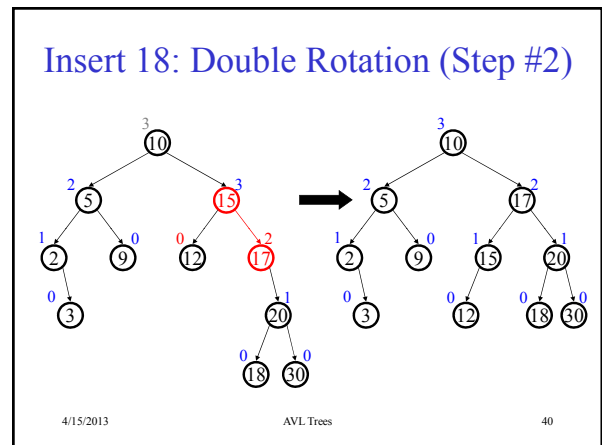 Insert 18: Double Rotation (Step #2)
3 3
10 10
2 3 2 2
5 15 5 17
1 0 0 2 1 0 1 1
2 9 12 17 2 9 15 20
0 1 0 0 0 0
3 20 3 12 18 30
0 0
18 30
4/15/2013 AVL Trees 40